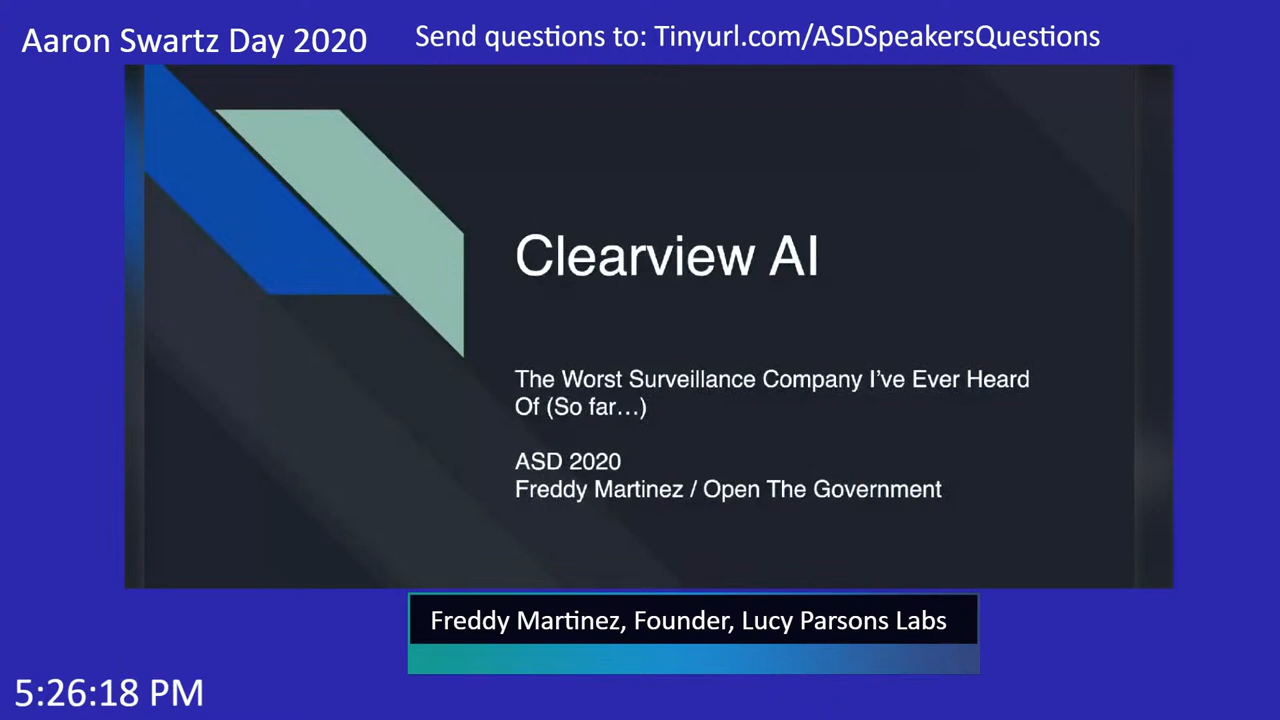 Aaron Swartz Day 2020
Send questions to: Tinyurl.com/ASDSpeakersQuestions
Clearview AI
The Worst Surveillance Company I've Ever Heard
Of (So far…)
ASD 2020
Freddy Martinez / Open The Government
Freddy Martinez, Founder, Lucy Parsons Labs
5:26:18 PM